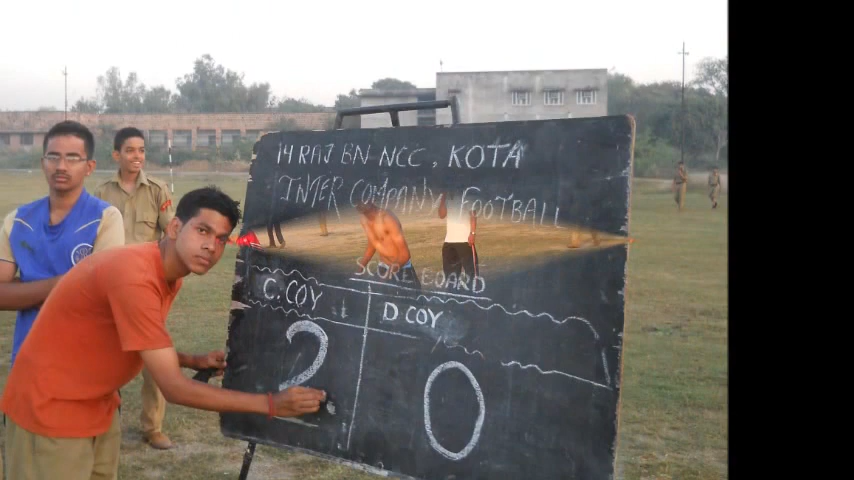 14 RAJ BN NCC, KOTA
INTER COMPANY FOOTBALL
SCORE BOARD
C. COY
D COY
2
0